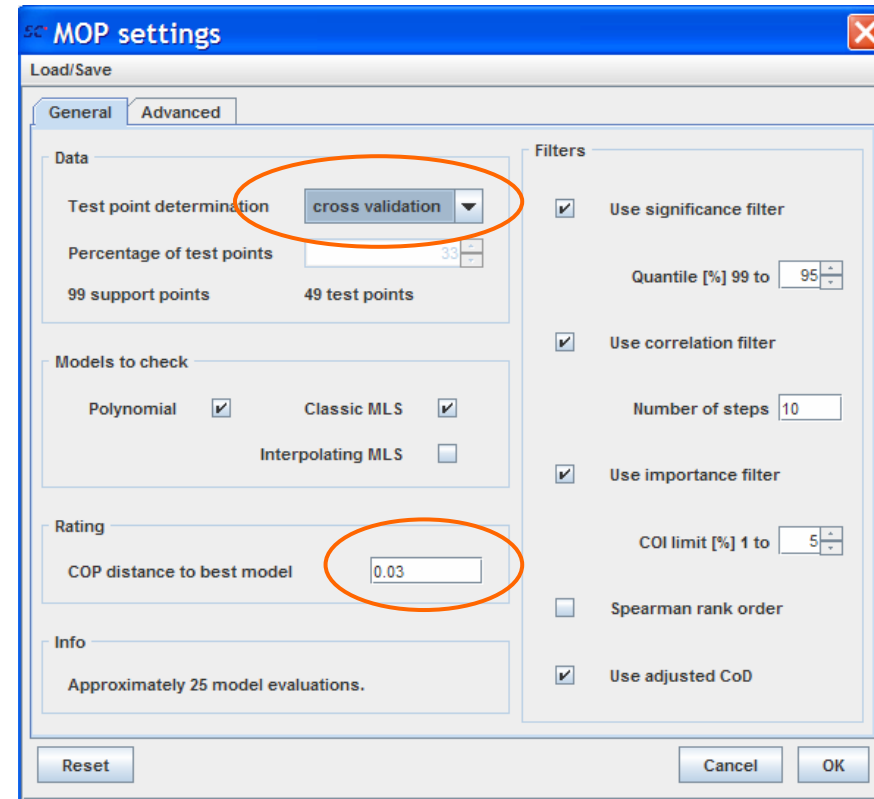 SC MOP settings
Load/Save
General Advanced
Data
Test point determination cross validation
Percentage of test points 33
99 support points 49 test points
Models to check
Polynomial Classic MLS
Interpolating MLS
Rating
COP distance to best model 0.03
Info
Approximately 25 model evaluations.
Filters
Use significance filter
Quantile [%] 99 to 95
Use correlation filter
Number of steps 10
Use importance filter
COI limit [%] 1 to 5
Spearman rank order
Use adjusted CoD
Reset Cancel OK